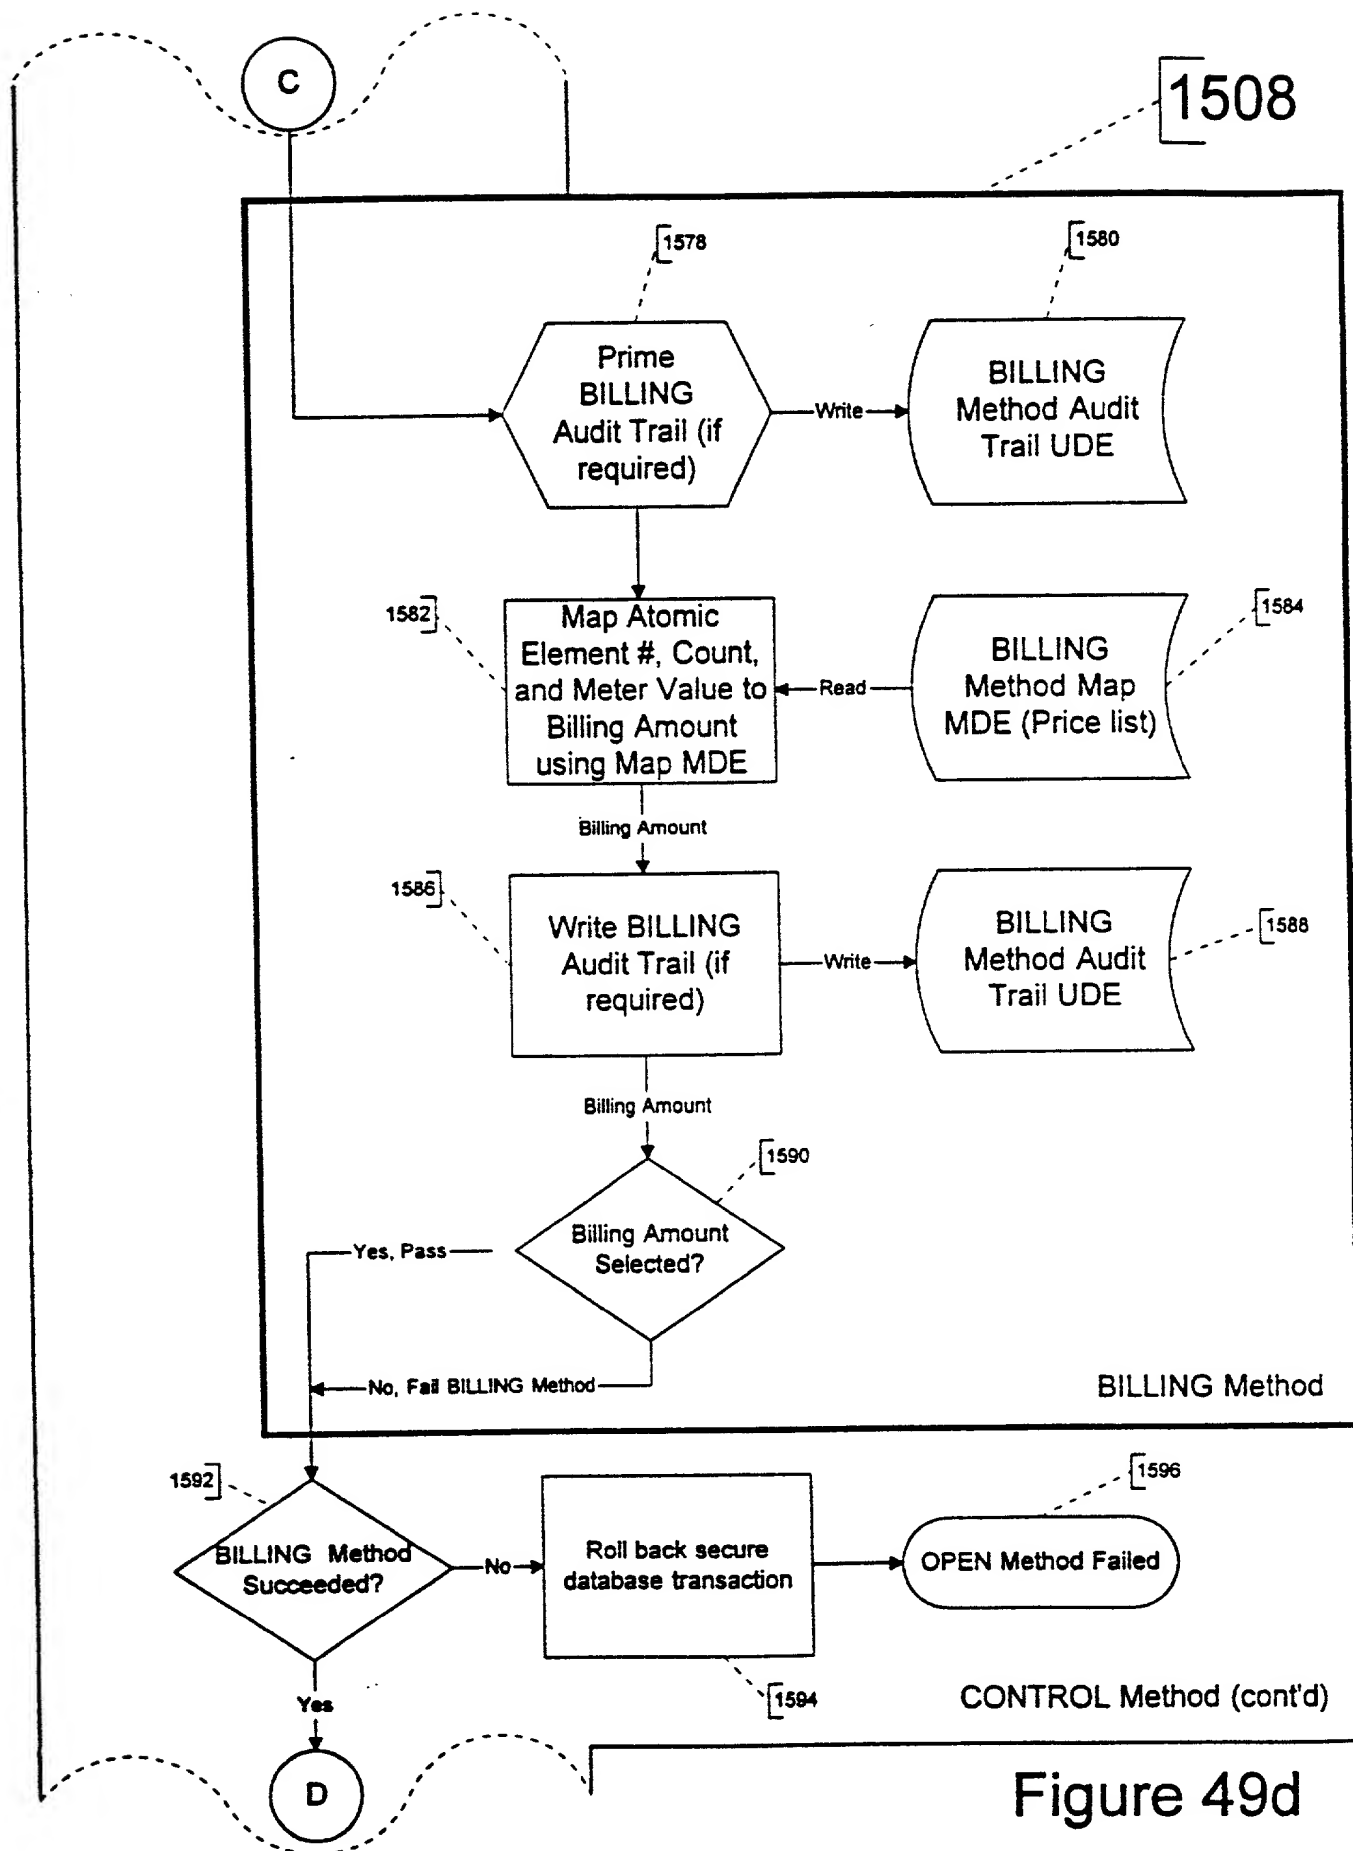 C
1508
1578
1580
Prime
BILLING
Audit Trail (if
required)
Write
BILLING
Method Audit
Trail UDE
1582
1584
Map Atomic
Element #, Count,
and Meter Value to
Billing Amount
using Map MDE
Read
BILLING
Method Map
MDE (Price list)
Billing Amount
1586
1588
Write BILLING
Audit Trail (if
required)
Write
BILLING
Method Audit
Trail UDE
Billing Amount
1590
Billing Amount
Selected?
Yes, Pass
No, Fail BILLING Method
BILLING Method
1592
1596
BILLING Method
Succeeded?
No
Roll back secure
database transaction
OPEN Method Failed
1594
Yes
CONTROL Method (cont'd)
D
Figure 49d